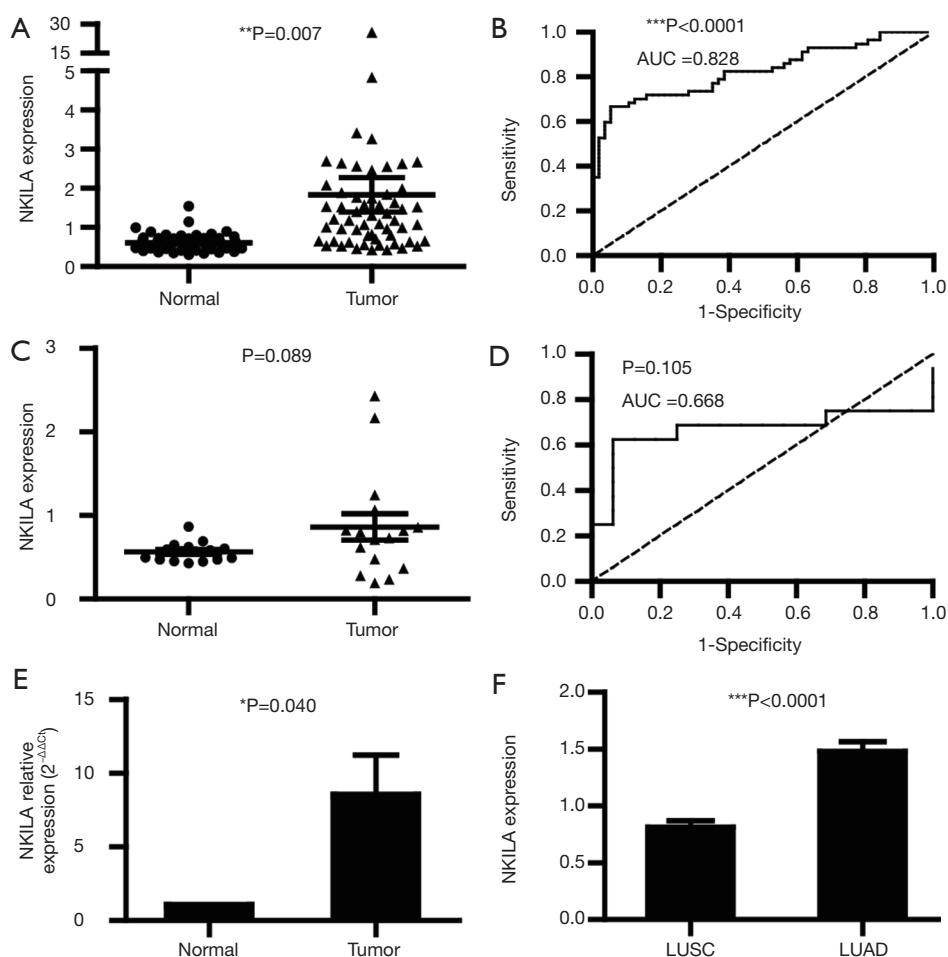 A
**P=0.007
NKILA expression
30
15
5
4
3
2
1
0
Normal
Tumor
B
***P<0.0001
AUC =0.828
Sensitivity
1.0
0.8
0.6
0.4
0.2
0.0
0.0 0.2 0.4 0.6 0.8 1.0
1-Specificity
C
P=0.089
NKILA expression
3
2
1
0
Normal
Tumor
D
P=0.105
AUC =0.668
Sensitivity
1.0
0.8
0.6
0.4
0.2
0.0
0.0 0.2 0.4 0.6 0.8 1.0
1-Specificity
E
*P=0.040
NKILA relative
expression (2⁻ΔΔCt)
15
10
5
0
Normal
Tumor
F
***P<0.0001
NKILA expression
2.0
1.5
1.0
0.5
0.0
LUSC
LUAD